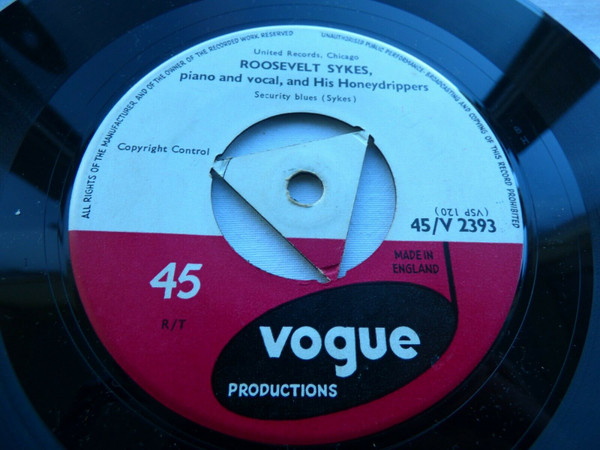 ALL RIGHTS OF THE MANUFACTURER AND OF THE OWNER OF THE RECORDED WORK RESERVED
UNAUTHORISED PUBLIC PERFORMANCE, BROADCASTING AND COPYING OF THIS RECORD PROHIBITED
United Records, Chicago
ROOSEVELT SYKES,
piano and vocal, and His Honeydrippers
Security blues (Sykes)
Copyright Control
(VSP 120)
45/V 2393
MADE IN
ENGLAND
45
R/T
vogue
PRODUCTIONS